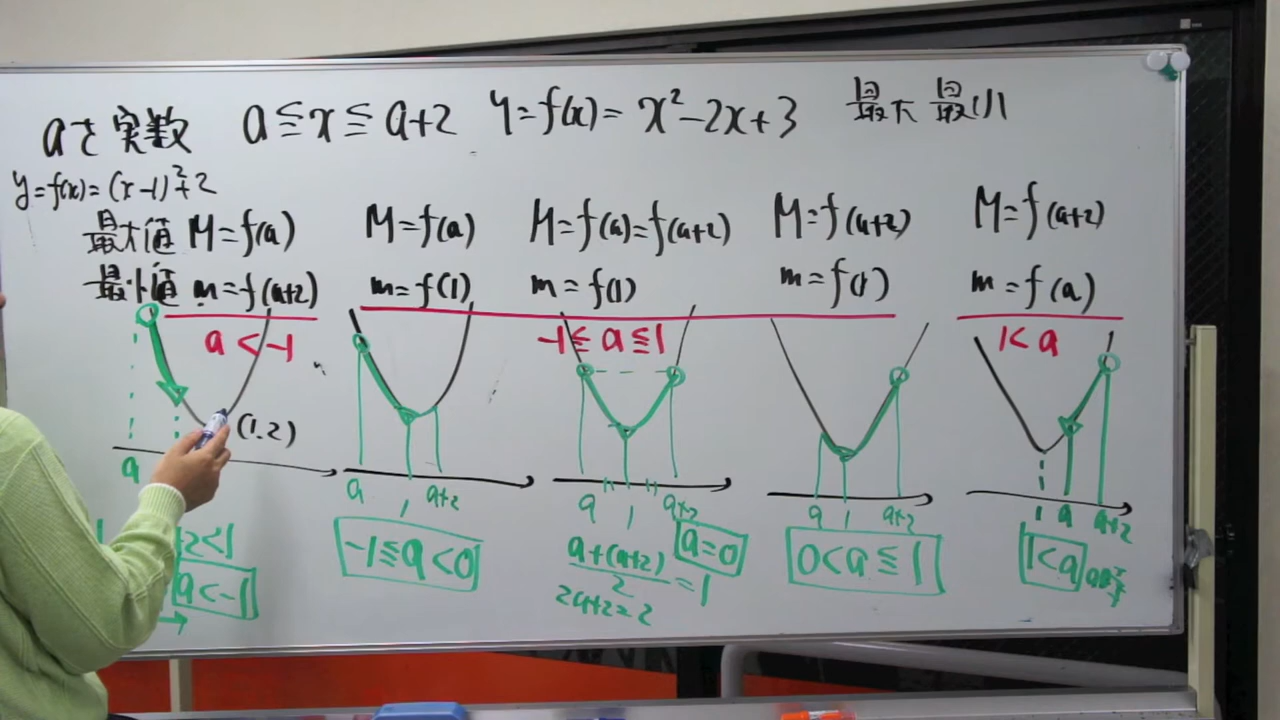 aを実数 a≦x≦a+2 y=f(x)=x²-2x+3 最大 最小
y=f(x)=(x-1)²+2
最大値 M=f(a) M=f(a) M=f(a)=f(a+2) M=f(a+2) M=f(a+2)
最小値 m=f(a+2) m=f(1) m=f(1) m=f(1) m=f(a)
a<-1 -1≦a≦1 1<a
(1.2)
a a 1 a+2 a 1 a+2 a 1 a+2 1 a a+2
2<1 -1≦a<0 a+(a+2)/2=1 a=0 0<a≦1 1<a
a<-1 2a+2=2